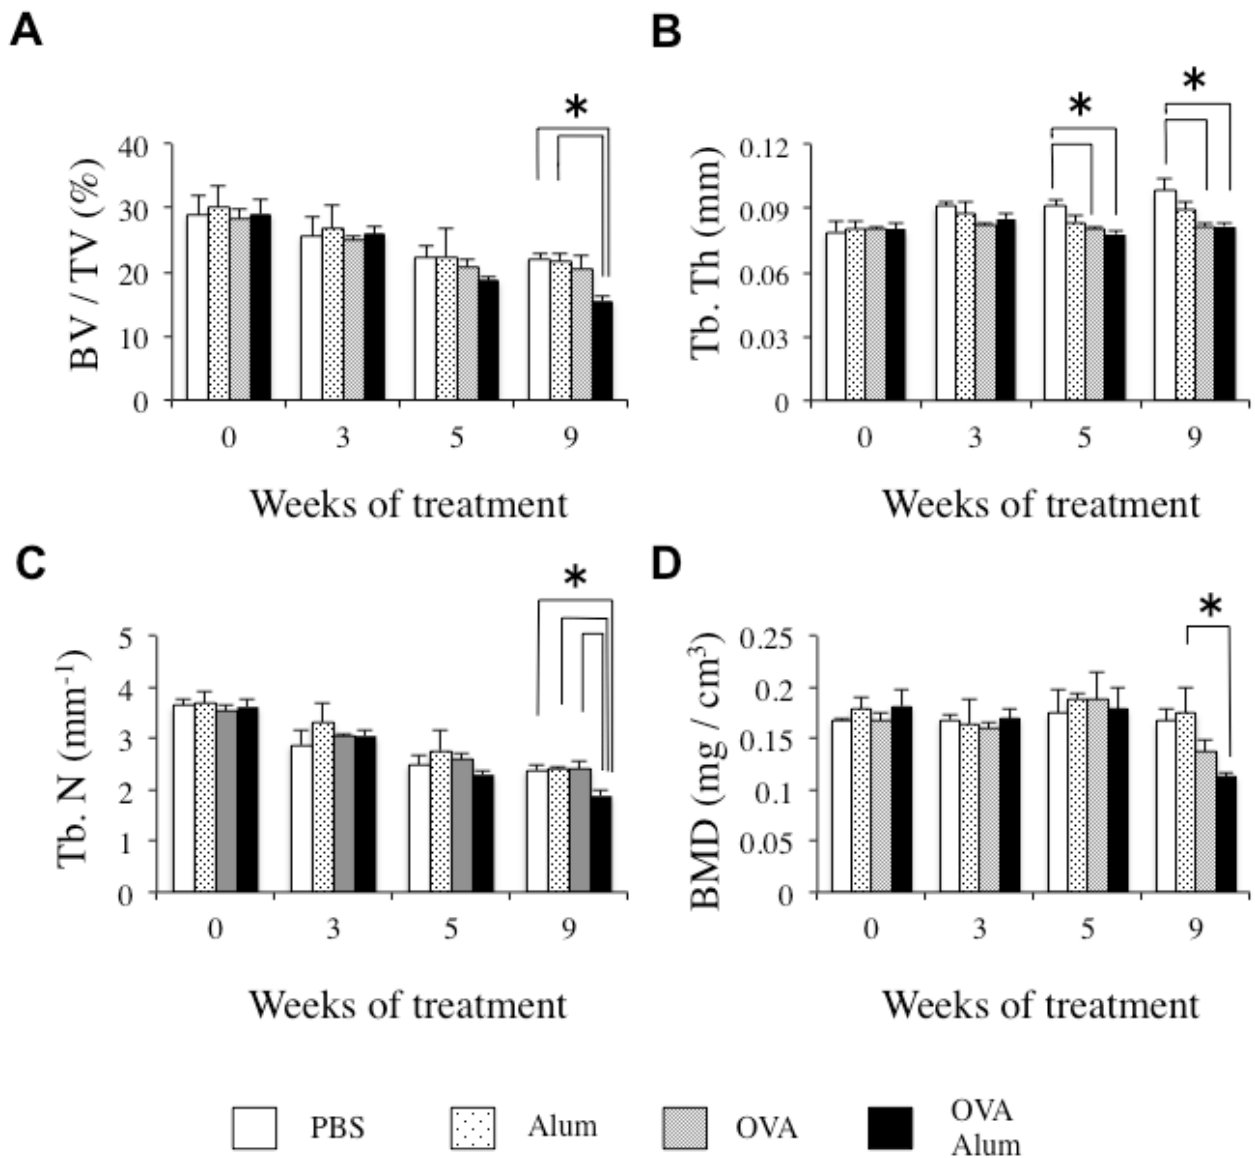 A
*
BV / TV (%)
40
30
20
10
0
0 3 5 9
Weeks of treatment
B
*
*
Tb. Th (mm)
0.12
0.09
0.06
0.03
0
0 3 5 9
Weeks of treatment
C
*
Tb. N (mm⁻¹)
5
4
3
2
1
0
0 3 5 9
Weeks of treatment
D
*
BMD (mg / cm³)
0.25
0.2
0.15
0.1
0.05
0
0 3 5 9
Weeks of treatment
PBS
Alum
OVA
OVA
Alum